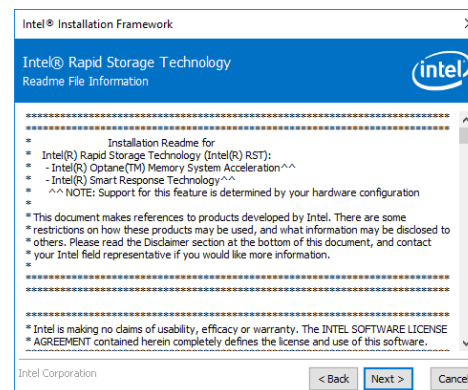 Intel® Installation Framework
Intel® Rapid Storage Technology
Readme File Information
intel
********************************************************************************
********************************************************************************
* Installation Readme for
* Intel(R) Rapid Storage Technology (Intel(R) RST):
* - Intel(R) Optane(TM) Memory System Acceleration^^
* - Intel(R) Smart Response Technology^^
* ^^ NOTE: Support for this feature is determined by your hardware configuration
*
* This document makes references to products developed by Intel. There are some
* restrictions on how these products may be used, and what information may be disclosed to
* others. Please read the Disclaimer section at the bottom of this document, and contact
* your Intel field representative if you would like more information.
*
********************************************************************************
********************************************************************************
********************************************************************************
* Intel is making no claims of usability, efficacy or warranty. The INTEL SOFTWARE LICENSE
* AGREEMENT contained herein completely defines the license and use of this software.
********************************************************************************
Intel Corporation
< Back Next > Cancel